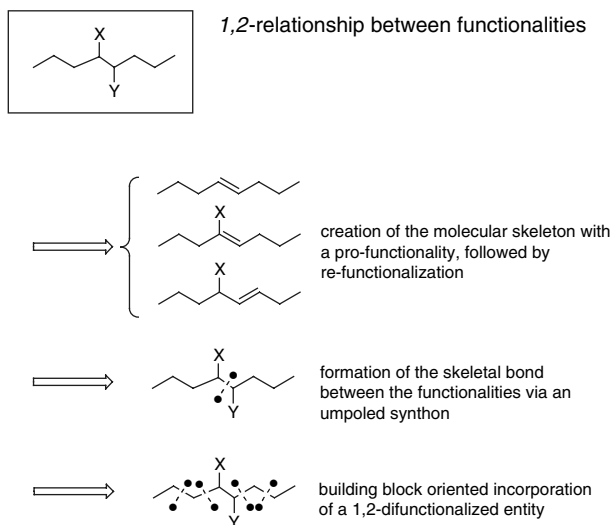 1,2-relationship between functionalities
X
Y
X
X
creation of the molecular skeleton with
a pro-functionality, followed by
re-functionalization
X
Y
formation of the skeletal bond
between the functionalities via an
umpoled synthon
X
Y
building block oriented incorporation
of a 1,2-difunctionalized entity